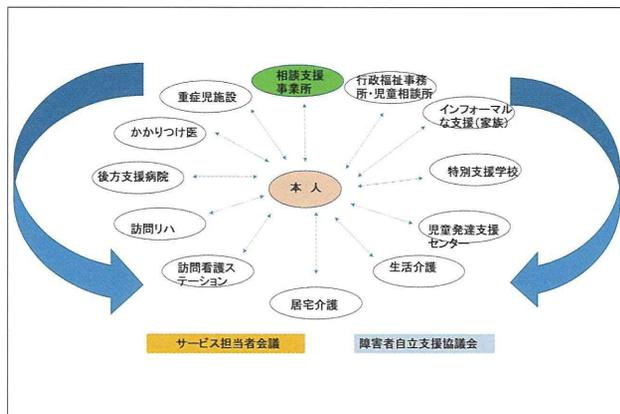 相談支援
事業所
行政福祉事務
所・児童相談所
重症児施設
インフォーマル
な支援(家族)
かかりつけ医
後方支援病院
特別支援学校
本 人
訪問リハ
児童発達支援
センター
訪問看護ス
テーション
生活介護
居宅介護
サービス担当者会議
障害者自立支援協議会